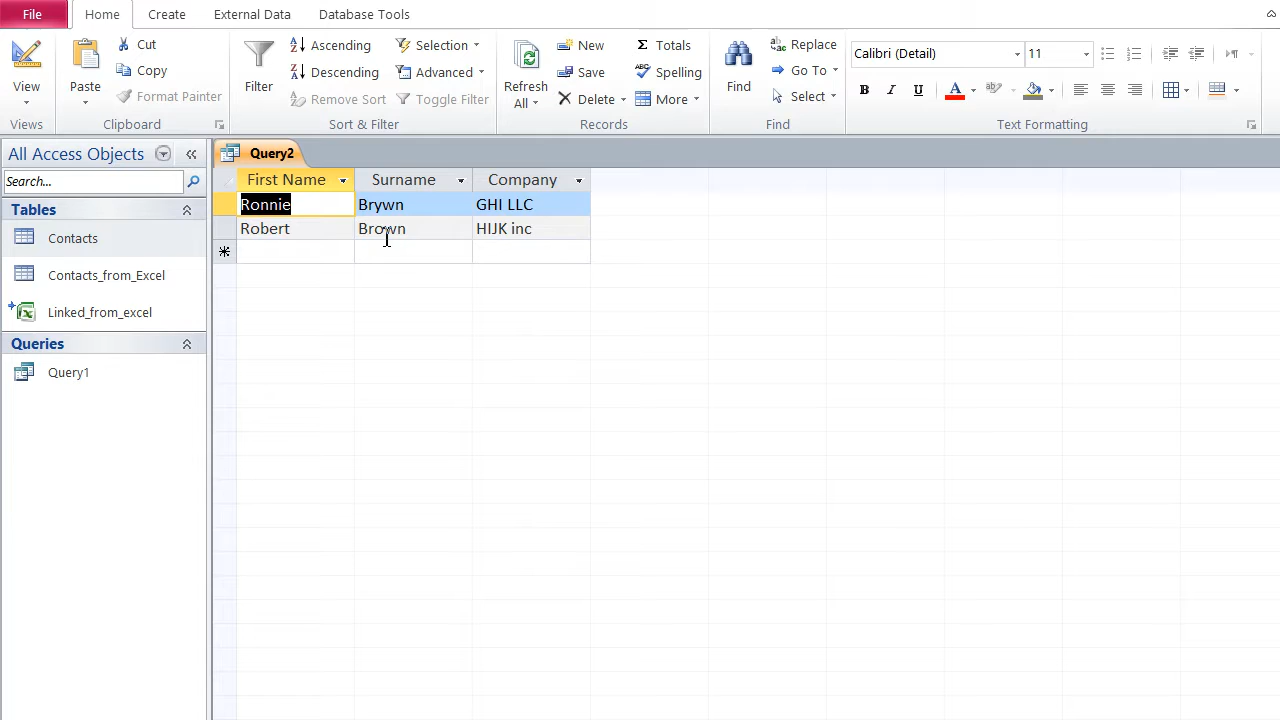 File Home Create External Data Database Tools
View
Views
Paste
Cut
Copy
Format Painter
Clipboard
Filter
Ascending
Descending
Remove Sort
Selection
Advanced
Toggle Filter
Sort & Filter
Refresh
All
New
Save
Delete
Totals
Spelling
More
Records
Find
Replace
Go To
Select
Find
Calibri (Detail) 11
B I U A
Text Formatting
All Access Objects
Search...
Tables
Contacts
Contacts_from_Excel
Linked_from_excel
Queries
Query1
Query2
First Name Surname Company
Ronnie Brywn GHI LLC
Robert Brown HIJK inc